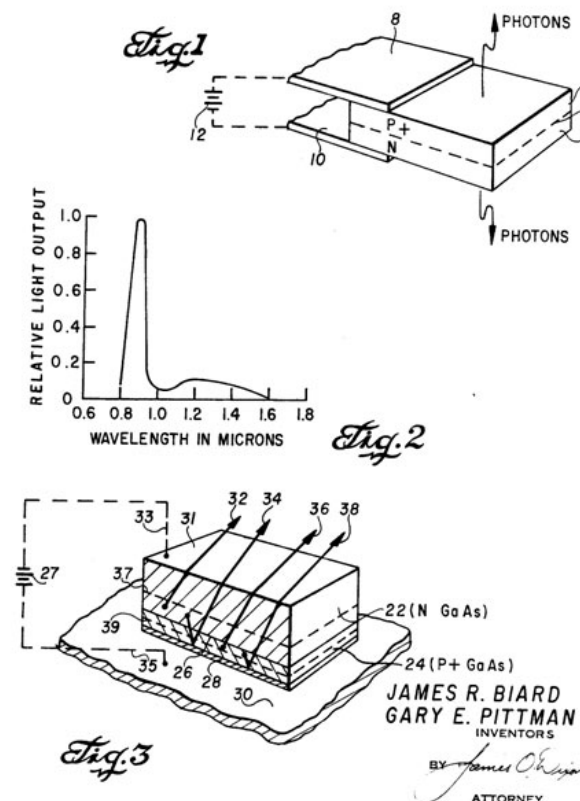 Fig.1
8
PHOTONS
12
10
P+
N
PHOTONS
RELATIVE LIGHT OUTPUT
1.0
0.8
0.6
0.4
0.2
0
0.6 0.8 1.0 1.2 1.4 1.6 1.8
WAVELENGTH IN MICRONS
Fig.2
32 34 36 38
33 31
27
37
39
22 (N GaAs)
24 (P+ GaAs)
26
28
30
35
Fig.3
JAMES R. BIARD
GARY E. PITTMAN
INVENTORS
BY James O. Dixon
ATTORNEY